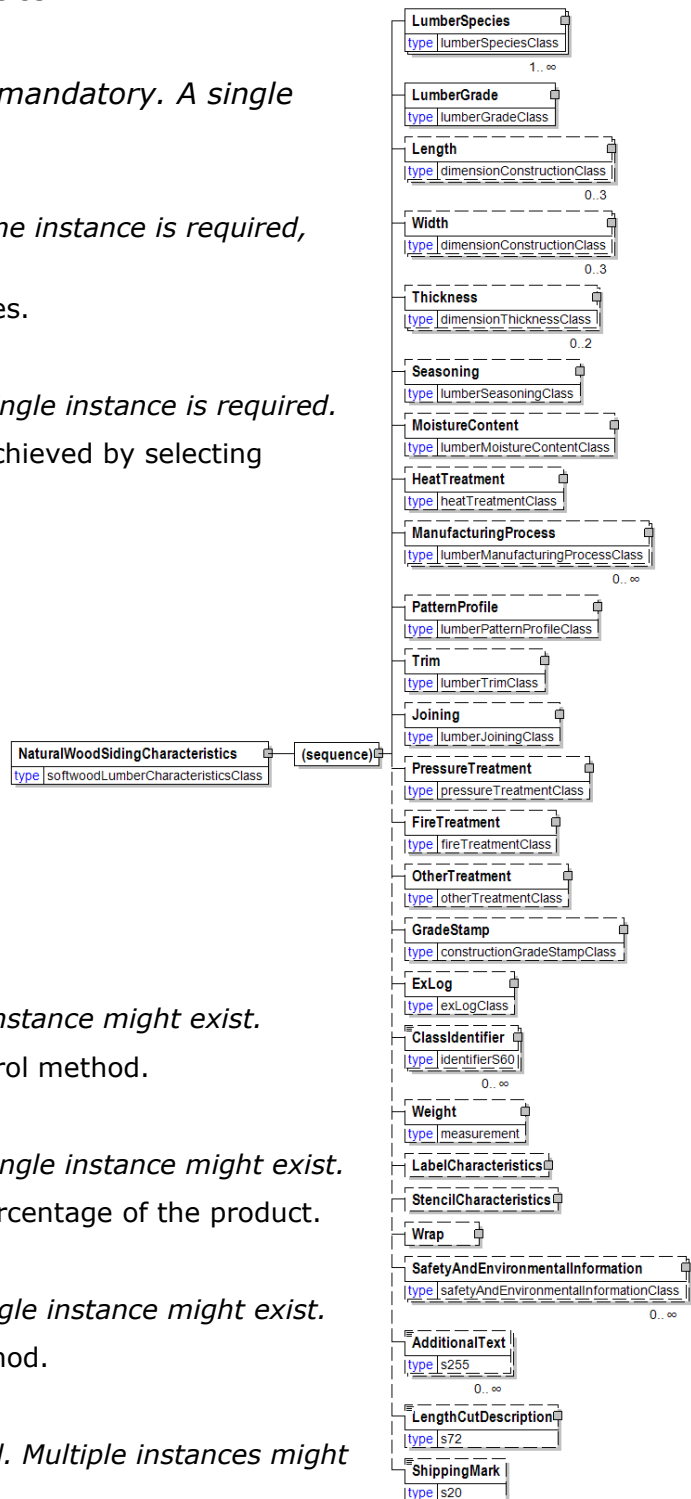 mandatory. A single
ne instance is required,
es.
ngle instance is required.
chieved by selecting
nstance might exist.
rol method.
ngle instance might exist.
rcentage of the product.
gle instance might exist.
nod.
d. Multiple instances might
NaturalWoodSidingCharacteristics
type softwoodLumberCharacteristicsClass
(sequence)
LumberSpecies
type lumberSpeciesClass
1.. ∞
LumberGrade
type lumberGradeClass
Length
type dimensionConstructionClass
0..3
Width
type dimensionConstructionClass
0..3
Thickness
type dimensionThicknessClass
0..2
Seasoning
type lumberSeasoningClass
MoistureContent
type lumberMoistureContentClass
HeatTreatment
type heatTreatmentClass
ManufacturingProcess
type lumberManufacturingProcessClass
0.. ∞
PatternProfile
type lumberPatternProfileClass
Trim
type lumberTrimClass
Joining
type lumberJoiningClass
PressureTreatment
type pressureTreatmentClass
FireTreatment
type fireTreatmentClass
OtherTreatment
type otherTreatmentClass
GradeStamp
type constructionGradeStampClass
ExLog
type exLogClass
ClassIdentifier
type identifierS60
0.. ∞
Weight
type measurement
LabelCharacteristics
StencilCharacteristics
Wrap
SafetyAndEnvironmentalInformation
type safetyAndEnvironmentalInformationClass
0.. ∞
AdditionalText
type s255
0.. ∞
LengthCutDescription
type s72
ShippingMark
type s20